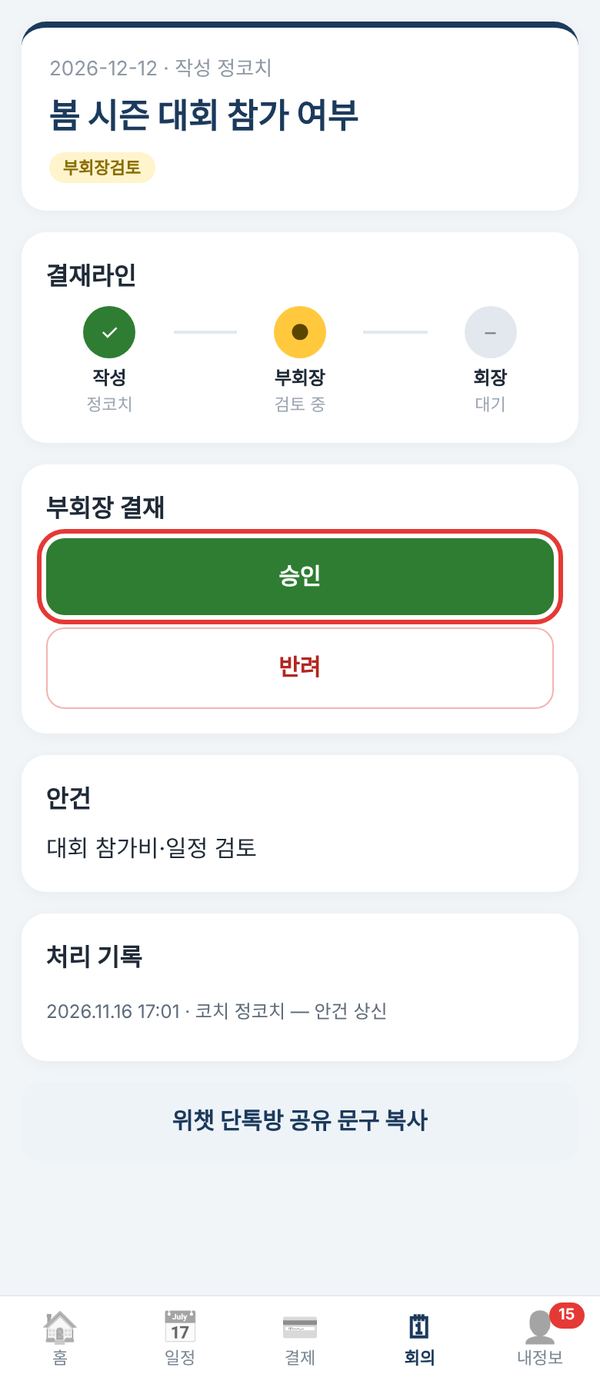 2026-12-12 · 작성 정코치
봄 시즌 대회 참가 여부
부회장검토
결재라인
작성
정코치
부회장
검토 중
회장
대기
부회장 결재
승인
반려
안건
대회 참가비·일정 검토
처리 기록
2026.11.16 17:01 · 코치 정코치 — 안건 상신
위챗 단톡방 공유 문구 복사
July
17
1
15
홈
일정
결제
회의
내정보